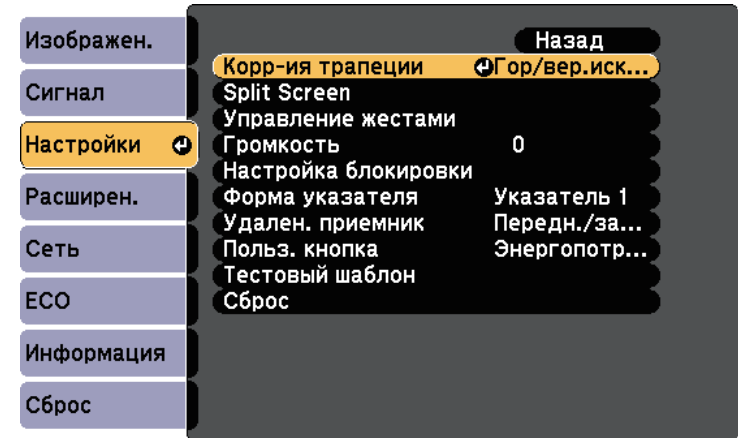 Изображен.
Сигнал
Настройки
Расширен.
Сеть
ECO
Информация
Сброс
Назад
Корр-ия трапеции Гор/вер.иск...
Split Screen
Управление жестами
Громкость 0
Настройка блокировки
Форма указателя Указатель 1
Удален. приемник Передн./за...
Польз. кнопка Энергопотр...
Тестовый шаблон
Сброс